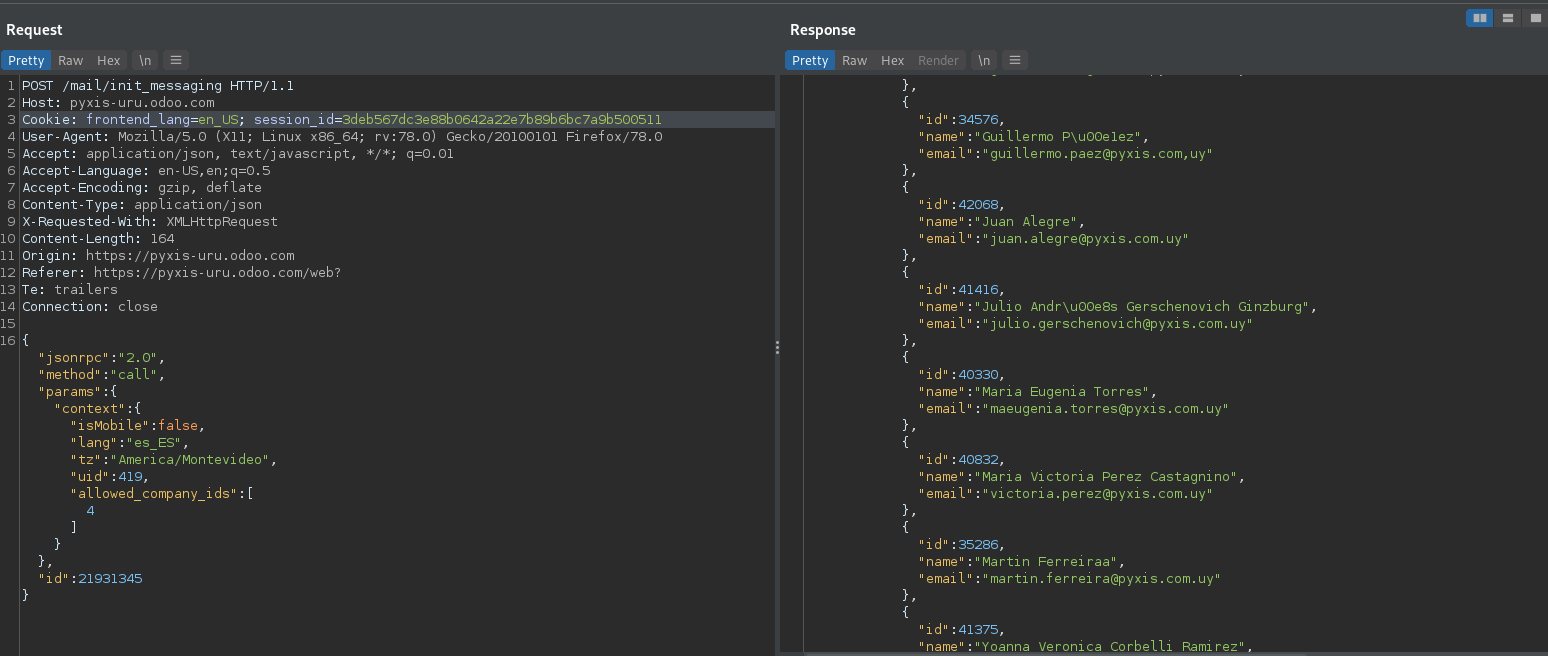 Request
Pretty Raw Hex \n
1 POST /mail/init_messaging HTTP/1.1
2 Host: pyxis-uru.odoo.com
3 Cookie: frontend_lang=en_US; session_id=3deb567dc3e88b0642a22e7b89b6bc7a9b500511
4 User-Agent: Mozilla/5.0 (X11; Linux x86_64; rv:78.0) Gecko/20100101 Firefox/78.0
5 Accept: application/json, text/javascript, */*; q=0.01
6 Accept-Language: en-US,en;q=0.5
7 Accept-Encoding: gzip, deflate
8 Content-Type: application/json
9 X-Requested-With: XMLHttpRequest
10 Content-Length: 164
11 Origin: https://pyxis-uru.odoo.com
12 Referer: https://pyxis-uru.odoo.com/web?
13 Te: trailers
14 Connection: close
15
16 {
"jsonrpc":"2.0",
"method":"call",
"params":{
"context":{
"isMobile":false,
"lang":"es_ES",
"tz":"America/Montevideo",
"uid":419,
"allowed_company_ids":[
4
]
}
},
"id":21931345
}
Response
Pretty Raw Hex Render \n
},
{
"id":34576,
"name":"Guillermo P\u00e1ez",
"email":"guillermo.paez@pyxis.com,uy"
},
{
"id":42068,
"name":"Juan Alegre",
"email":"juan.alegre@pyxis.com.uy"
},
{
"id":41416,
"name":"Julio Andr\u00e8s Gerschenovich Ginzburg",
"email":"julio.gerschenovich@pyxis.com.uy"
},
{
"id":40330,
"name":"Maria Eugenia Torres",
"email":"maeugenia.torres@pyxis.com.uy"
},
{
"id":40832,
"name":"Maria Victoria Perez Castagnino",
"email":"victoria.perez@pyxis.com.uy"
},
{
"id":35286,
"name":"Martin Ferreiraa",
"email":"martin.ferreira@pyxis.com.uy"
},
{
"id":41375,
"name":"Yoanna Veronica Corbelli Ramirez",